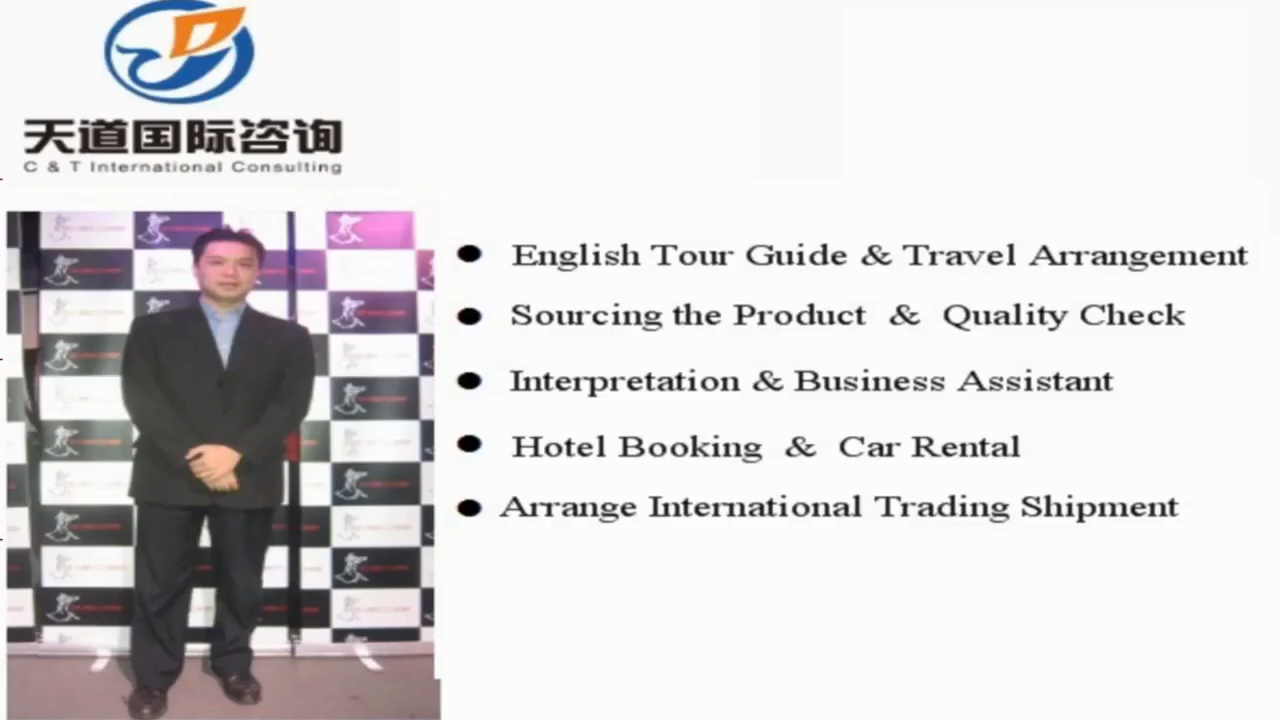 天道国际咨询
C & T International Consulting
● English Tour Guide & Travel Arrangement
● Sourcing the Product & Quality Check
● Interpretation & Business Assistant
● Hotel Booking & Car Rental
● Arrange International Trading Shipment